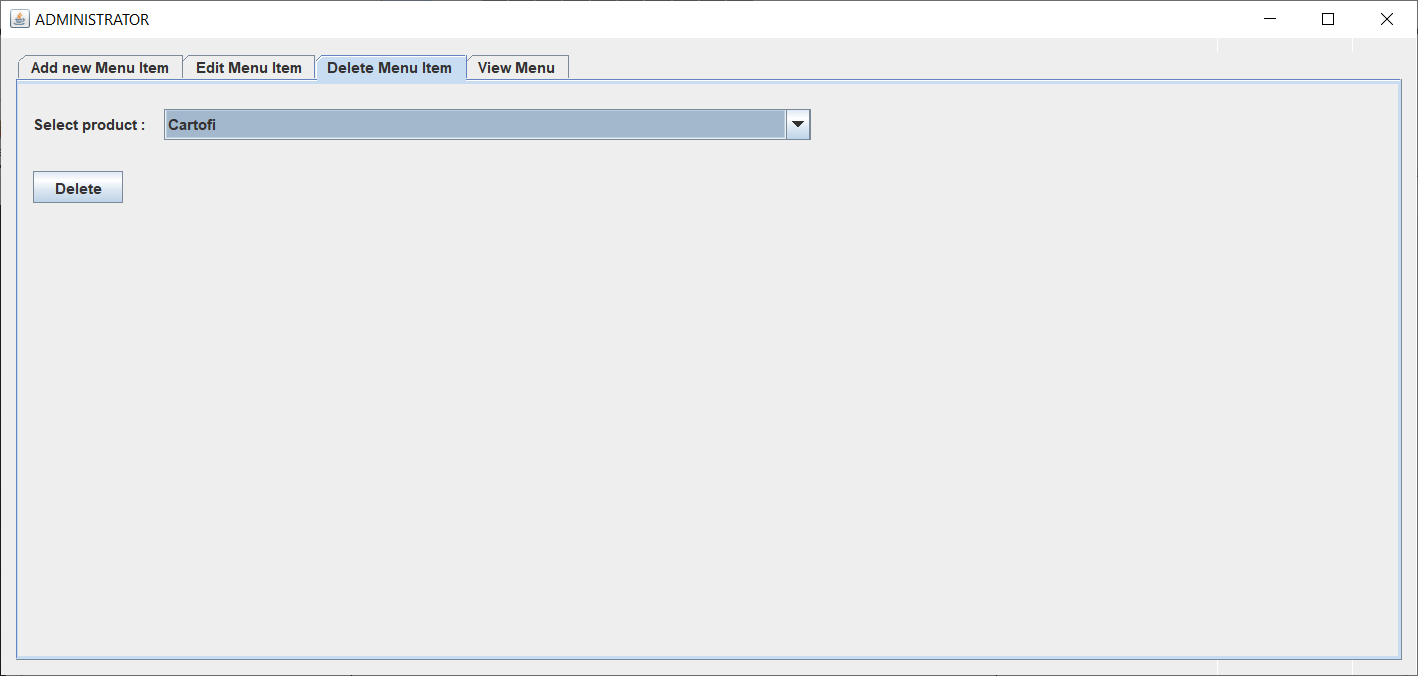 ADMINISTRATOR
Add new Menu Item Edit Menu Item Delete Menu Item View Menu
Select product : Cartofi
Delete